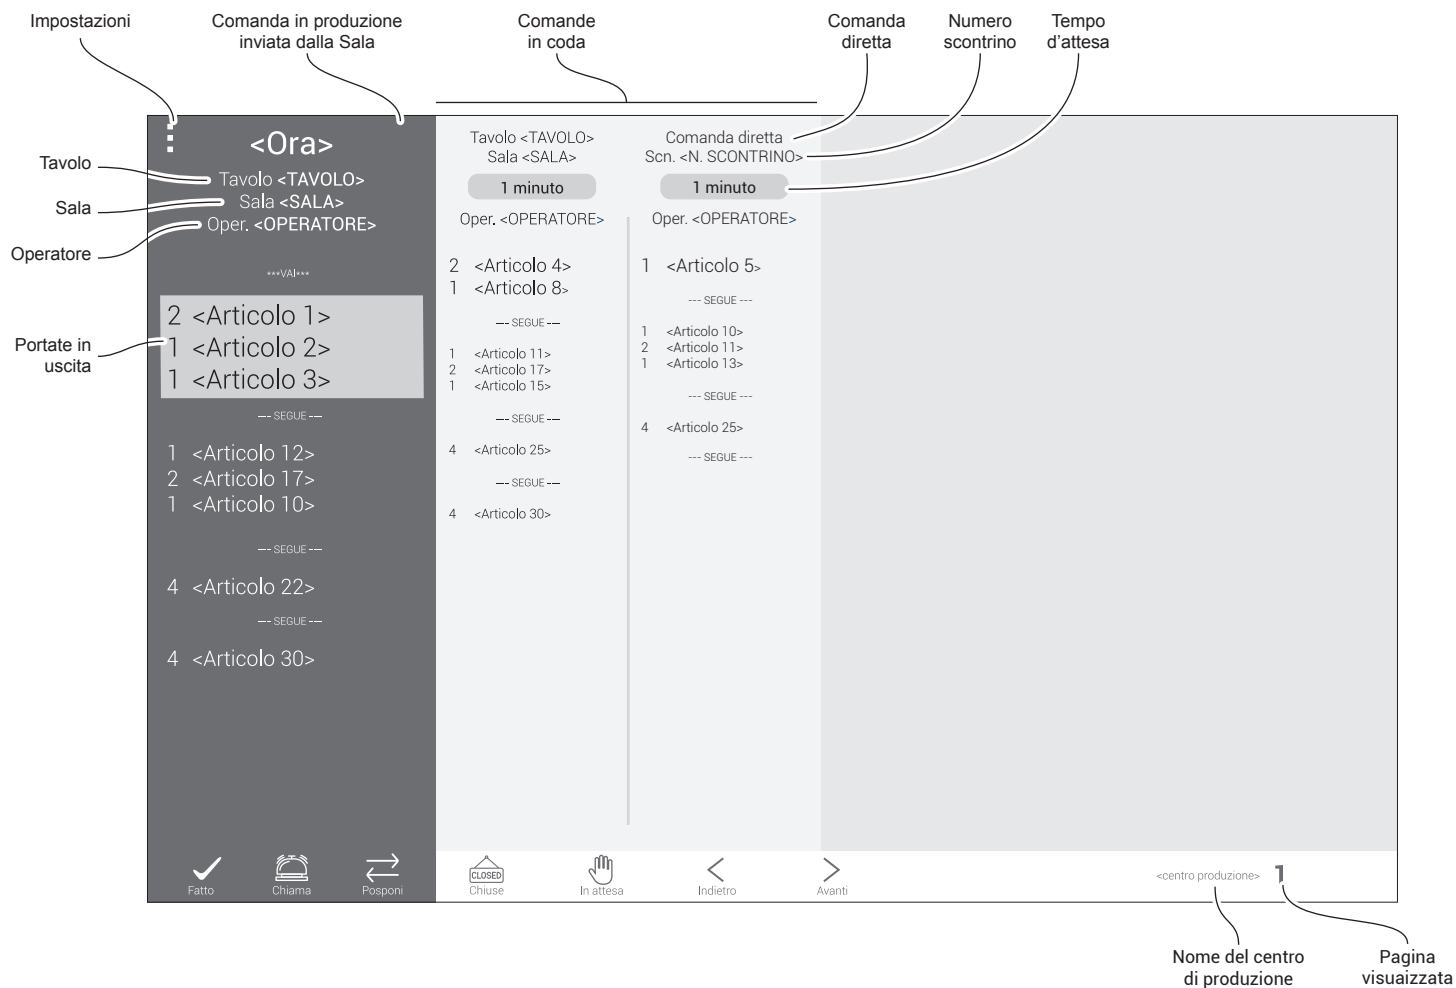 Impostazioni
Comanda in produzione
inviata dalla Sala
Comande
in coda
Comanda
diretta
Numero
scontrino
Tempo
d'attesa
Tavolo
Sala
Operatore
Portate in
uscita
<Ora>
Tavolo <TAVOLO>
Sala <SALA>
Oper. <OPERATORE>
***VAI***
2 <Articolo 1>
1 <Articolo 2>
1 <Articolo 3>
--- SEGUE ---
1 <Articolo 12>
2 <Articolo 17>
1 <Articolo 10>
--- SEGUE ---
4 <Articolo 22>
--- SEGUE ---
4 <Articolo 30>
Tavolo <TAVOLO>
Sala <SALA>
1 minuto
Oper. <OPERATORE>
2 <Articolo 4>
1 <Articolo 8>
--- SEGUE ---
1 <Articolo 11>
2 <Articolo 17>
1 <Articolo 15>
--- SEGUE ---
4 <Articolo 25>
--- SEGUE ---
4 <Articolo 30>
Comanda diretta
Scn. <N. SCONTRINO>
1 minuto
Oper. <OPERATORE>
1 <Articolo 5>
--- SEGUE ---
1 <Articolo 10>
2 <Articolo 11>
1 <Articolo 13>
--- SEGUE ---
4 <Articolo 25>
--- SEGUE ---
Fatto
Chiama
Posponi
CLOSED
Chiuse
In attesa
Indietro
Avanti
<centro produzione>
1
Nome del centro
di produzione
Pagina
visuaizzata